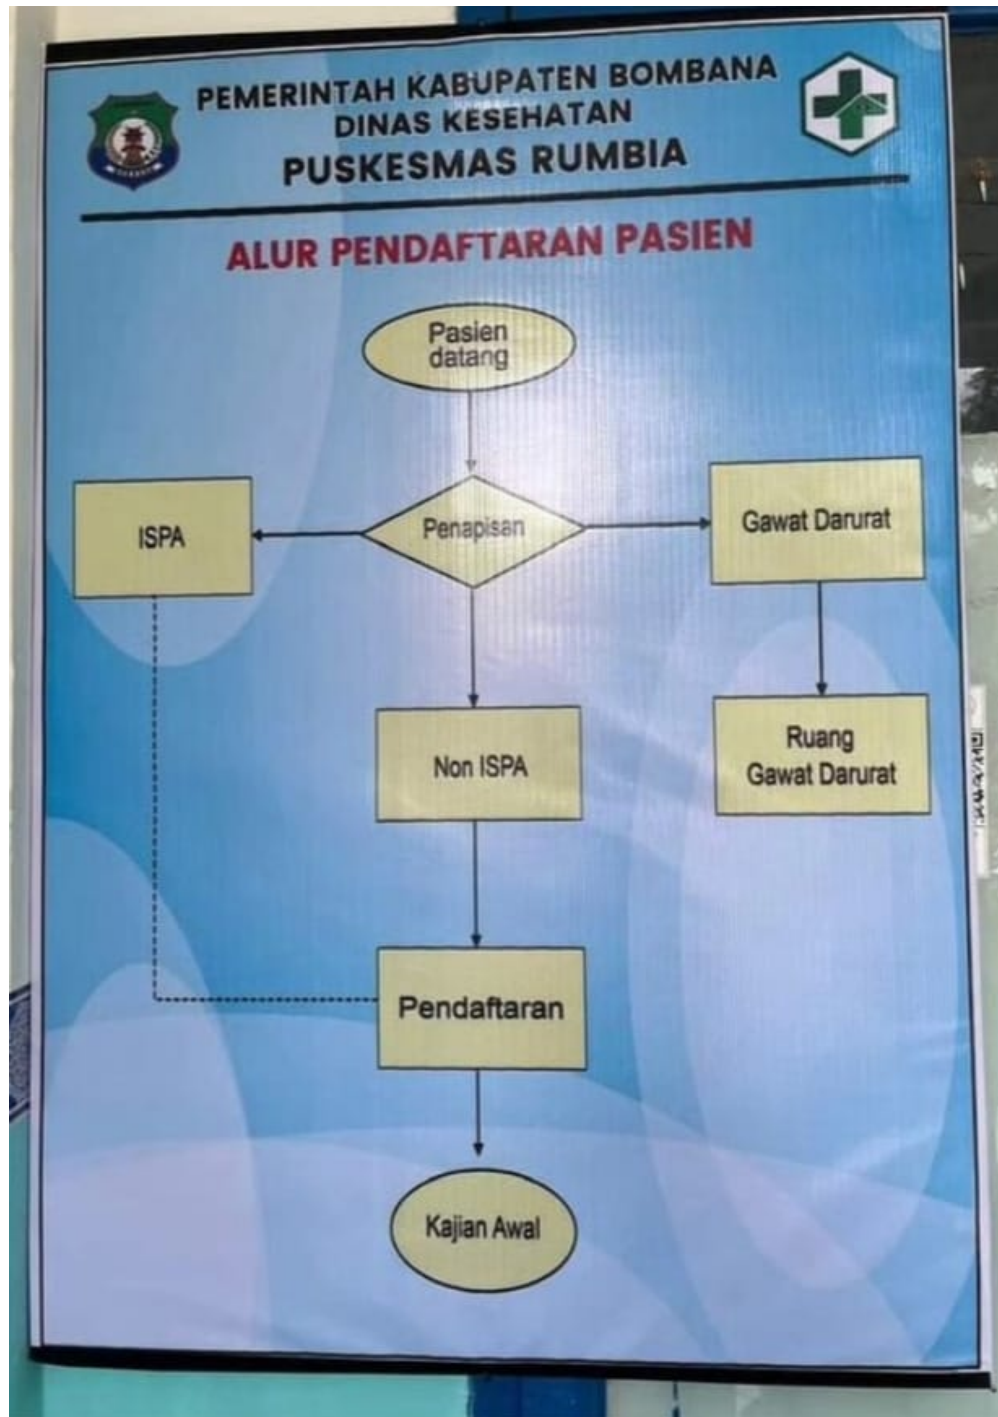 PEMERINTAH KABUPATEN BOMBANA
DINAS KESEHATAN
PUSKESMAS RUMBIA
ALUR PENDAFTARAN PASIEN
Pasien
datang
ISPA
Penapisan
Gawat Darurat
Non ISPA
Ruang
Gawat Darurat
Pendaftaran
Kajian Awal